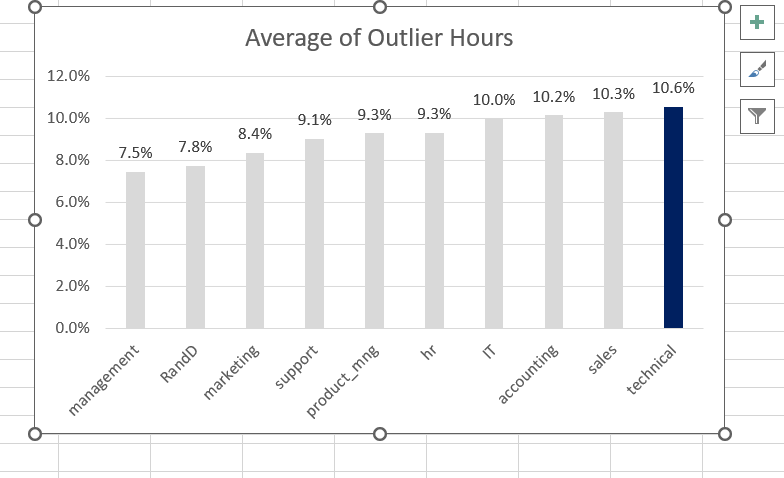 Average of Outlier Hours
12.0%
10.0%
8.0%
6.0%
4.0%
2.0%
0.0%
7.5%
7.8%
8.4%
9.1%
9.3%
9.3%
10.0%
10.2%
10.3%
10.6%
management
RandD
marketing
support
product_mng
hr
IT
accounting
sales
technical